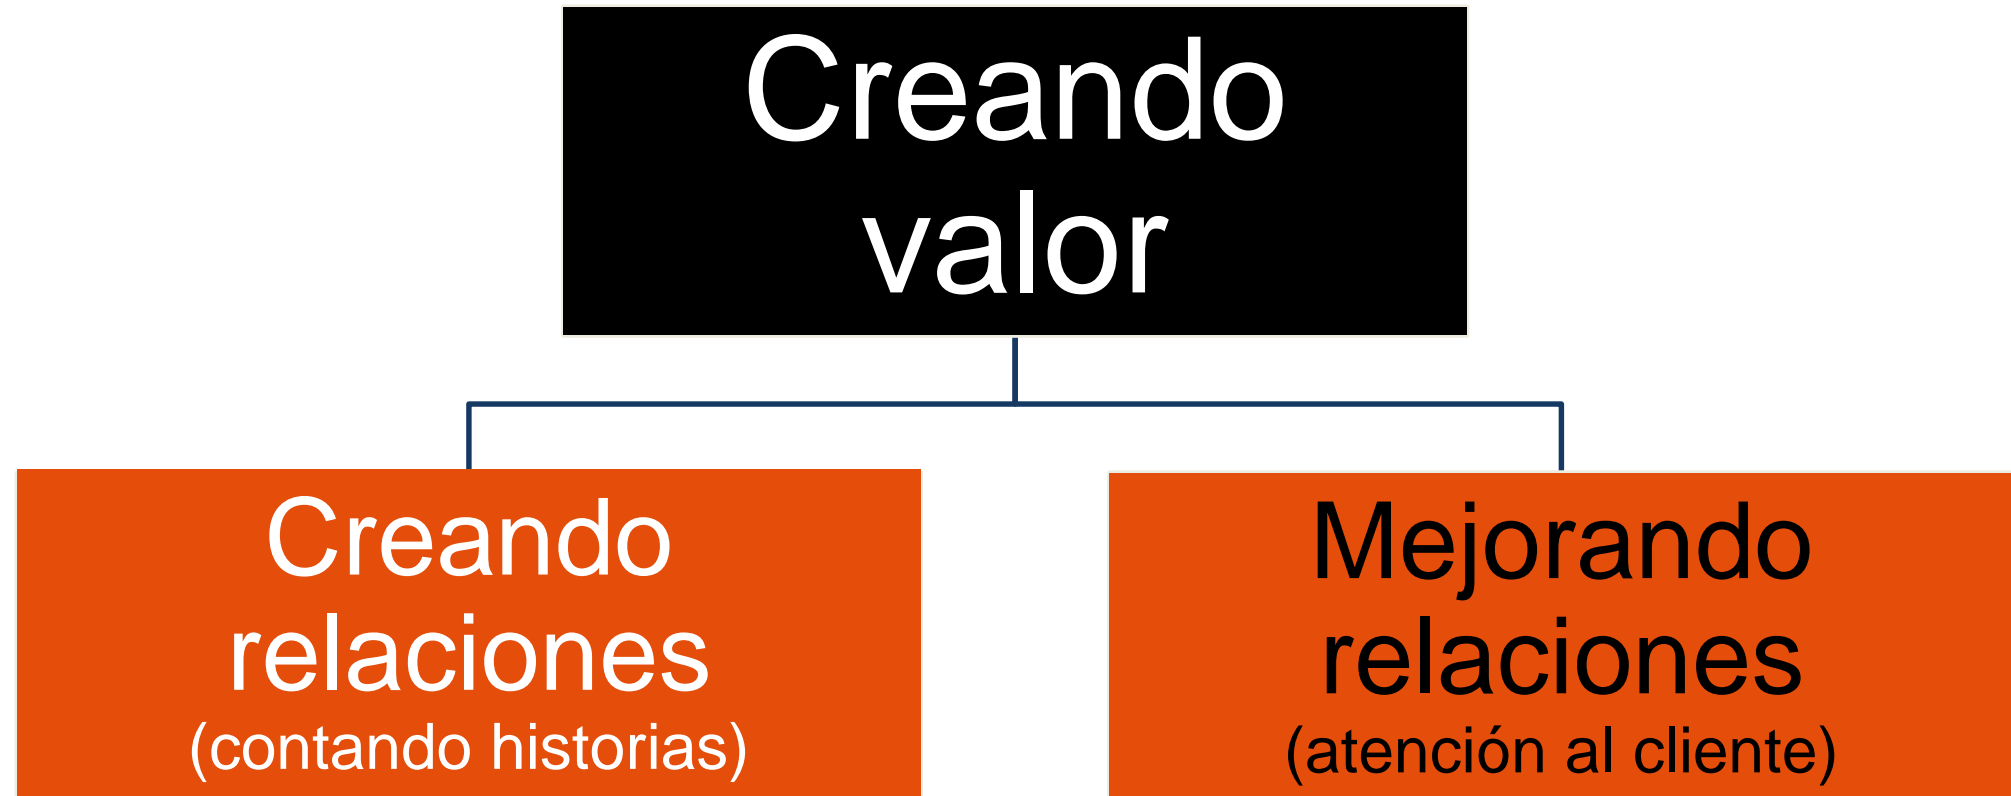 Creando
valor
Creando
relaciones
(contando historias)
Mejorando
relaciones
(atención al cliente)